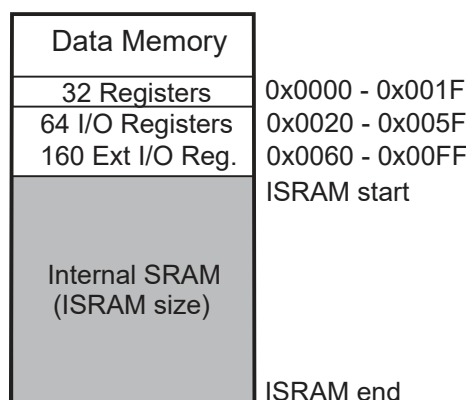 Data Memory
32 Registers 0x0000 - 0x001F
64 I/O Registers 0x0020 - 0x005F
160 Ext I/O Reg. 0x0060 - 0x00FF
ISRAM start
Internal SRAM
(ISRAM size)
ISRAM end